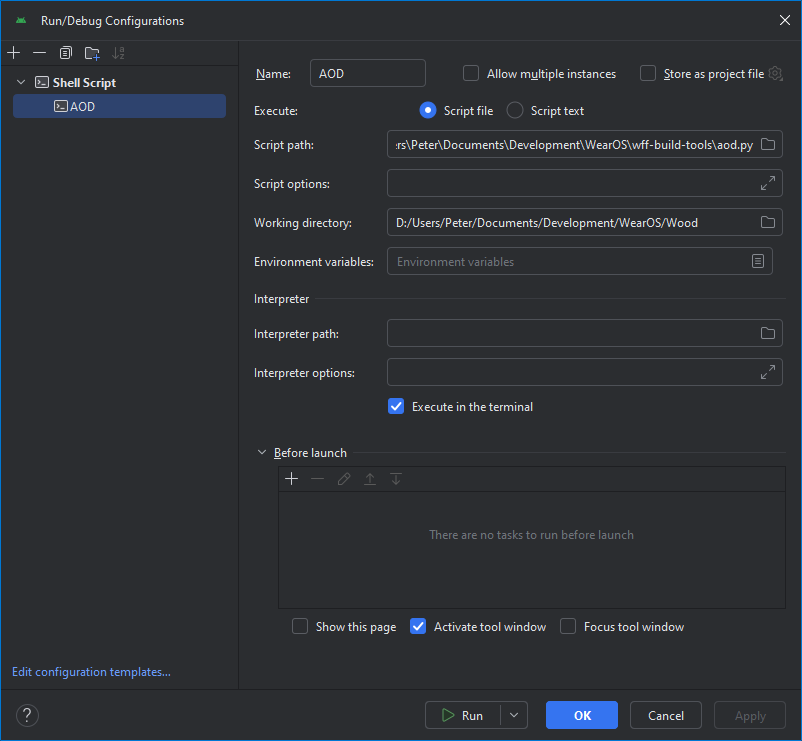 Run/Debug Configurations
Shell Script
AOD
Name: AOD Allow multiple instances Store as project file
Execute: Script file Script text
Script path: ers\Peter\Documents\Development\WearOS\wff-build-tools\aod.py
Script options:
Working directory: D:/Users/Peter/Documents/Development/WearOS/Wood
Environment variables: Environment variables
Interpreter
Interpreter path:
Interpreter options:
Execute in the terminal
Before launch
There are no tasks to run before launch
Show this page Activate tool window Focus tool window
Edit configuration templates...
? Run OK Cancel Apply